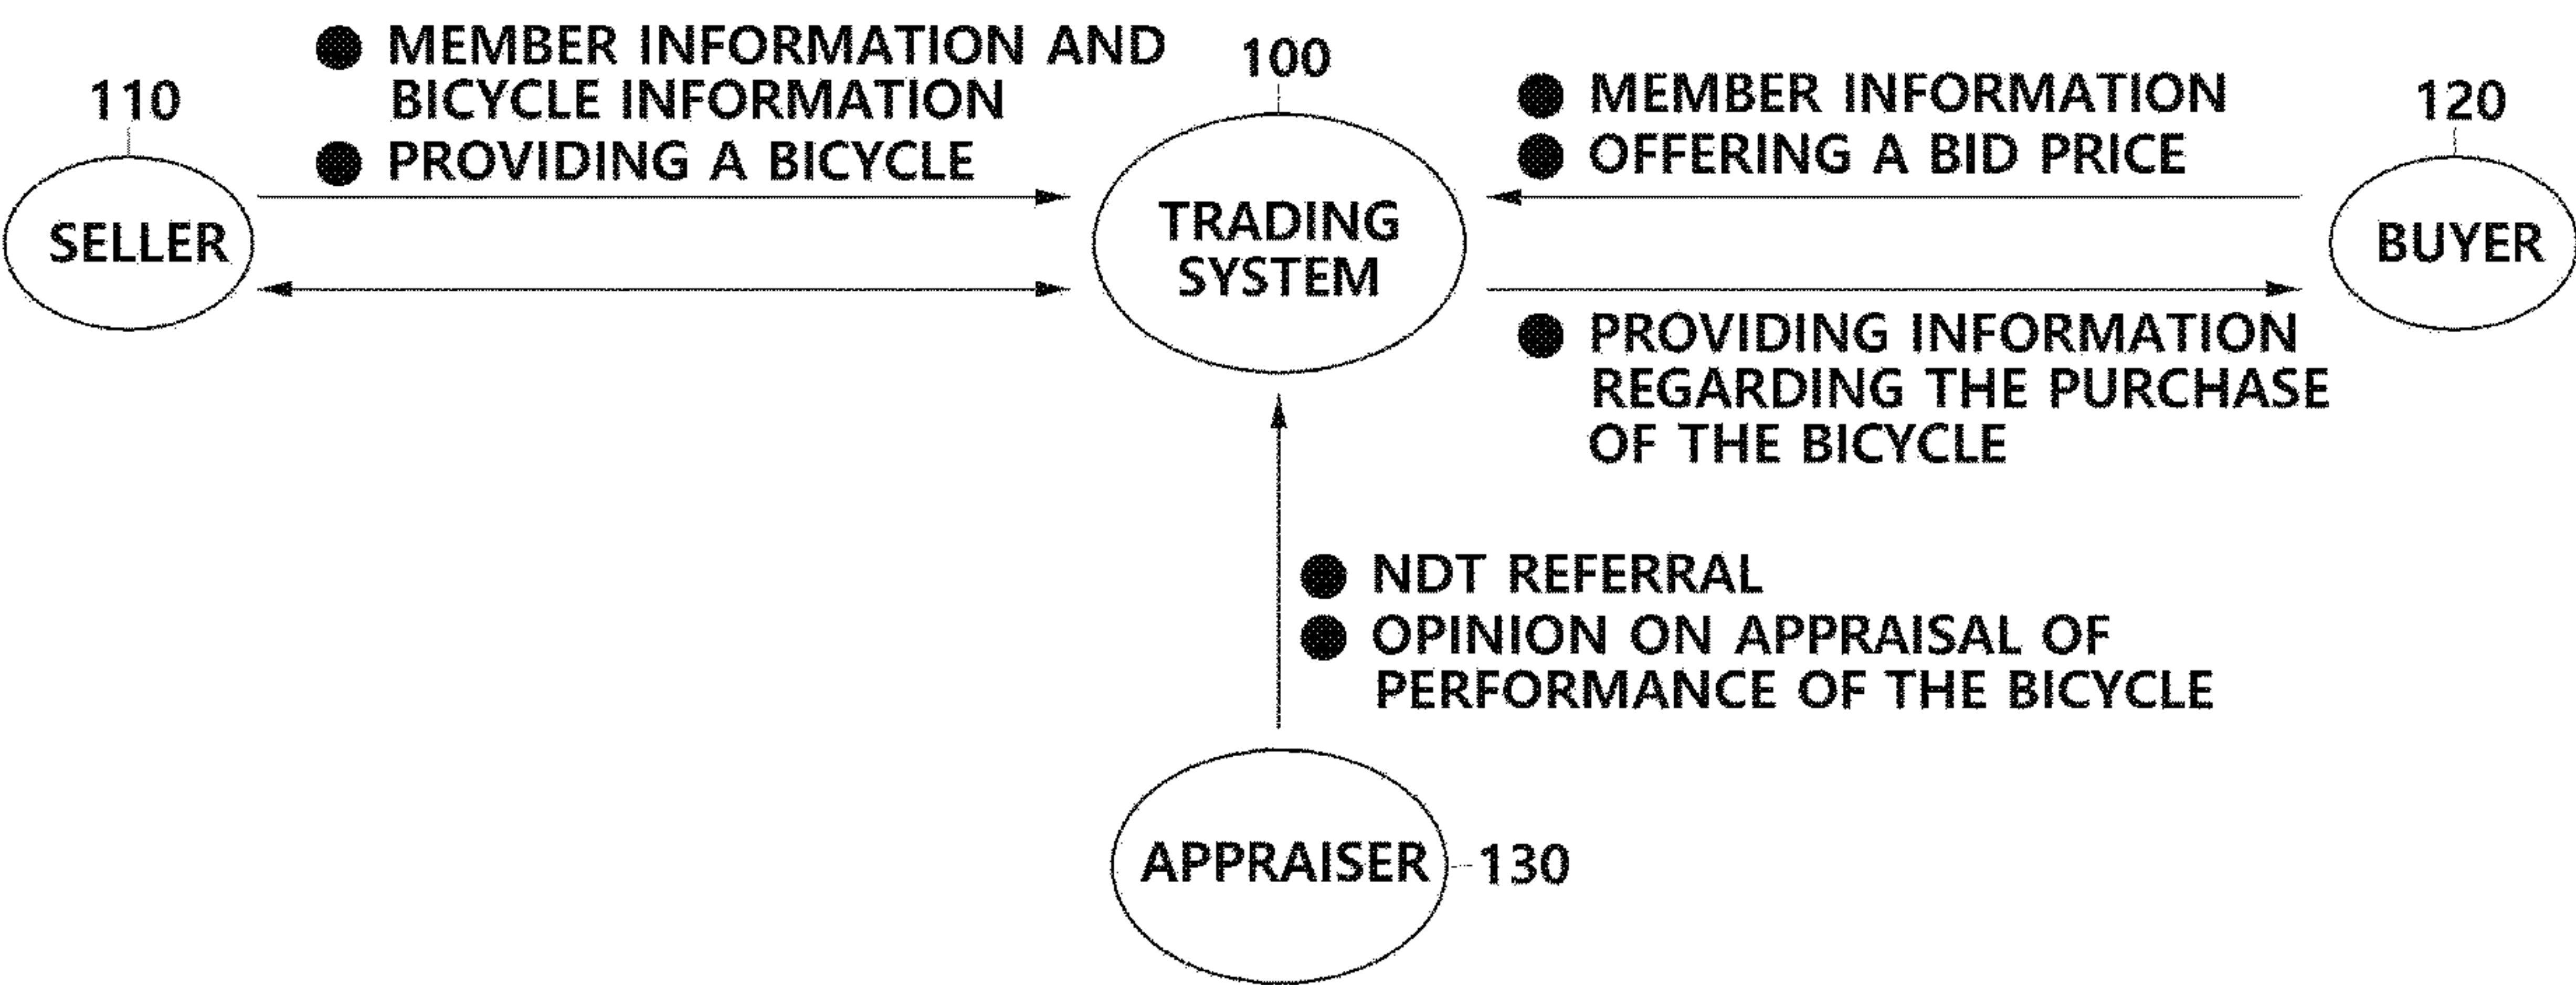 110
● MEMBER INFORMATION AND
BICYCLE INFORMATION
● PROVIDING A BICYCLE
SELLER
100
TRADING
SYSTEM
● MEMBER INFORMATION
● OFFERING A BID PRICE
120
BUYER
● PROVIDING INFORMATION
REGARDING THE PURCHASE
OF THE BICYCLE
● NDT REFERRAL
● OPINION ON APPRAISAL OF
PERFORMANCE OF THE BICYCLE
APPRAISER
130